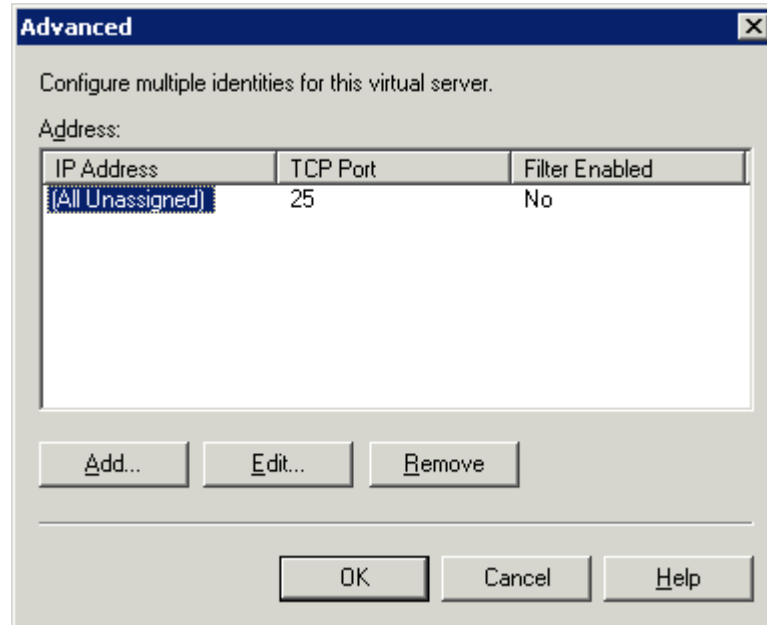 Advanced
Configure multiple identities for this virtual server.
Address:
IP Address TCP Port Filter Enabled
(All Unassigned) 25 No
Add... Edit... Remove
OK Cancel Help